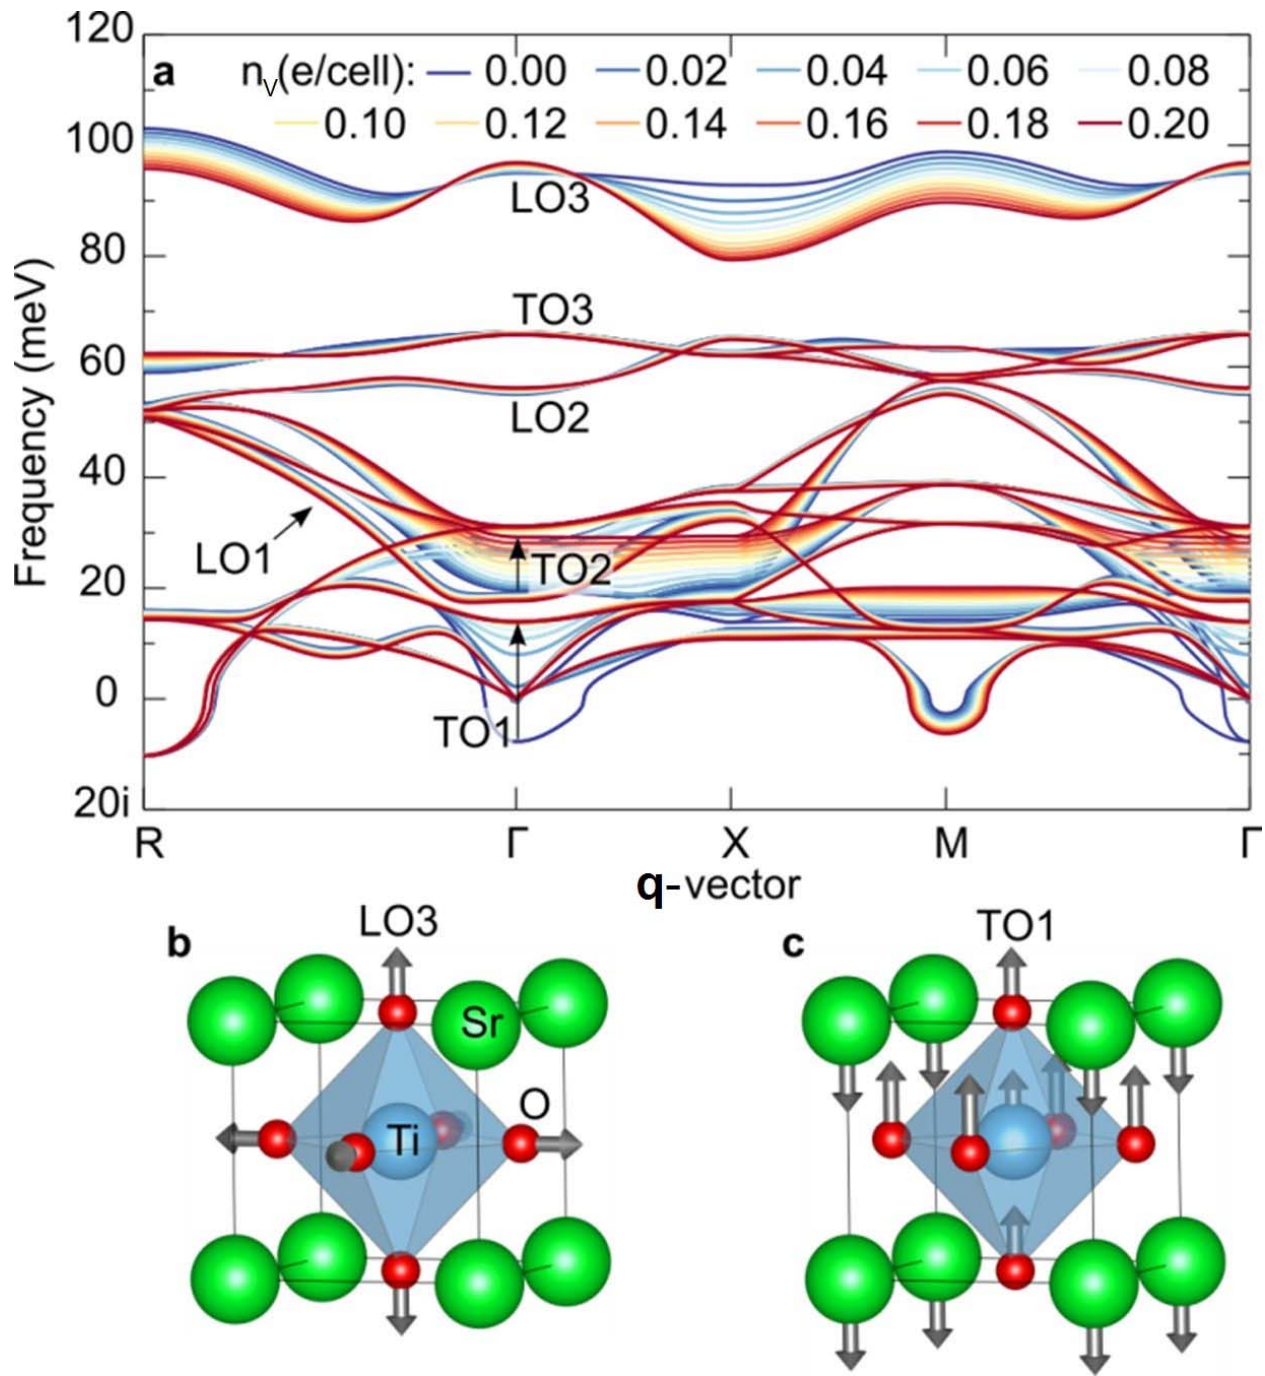 120
a n_V(e/cell): 0.00 0.02 0.04 0.06 0.08
0.10 0.12 0.14 0.16 0.18 0.20
100
LO3
80
TO3
60
LO2
40
LO1
TO2
20
0
TO1
20i
Frequency (meV)
R Γ X M Γ
q-vector
b LO3
Sr
O
Ti
c TO1